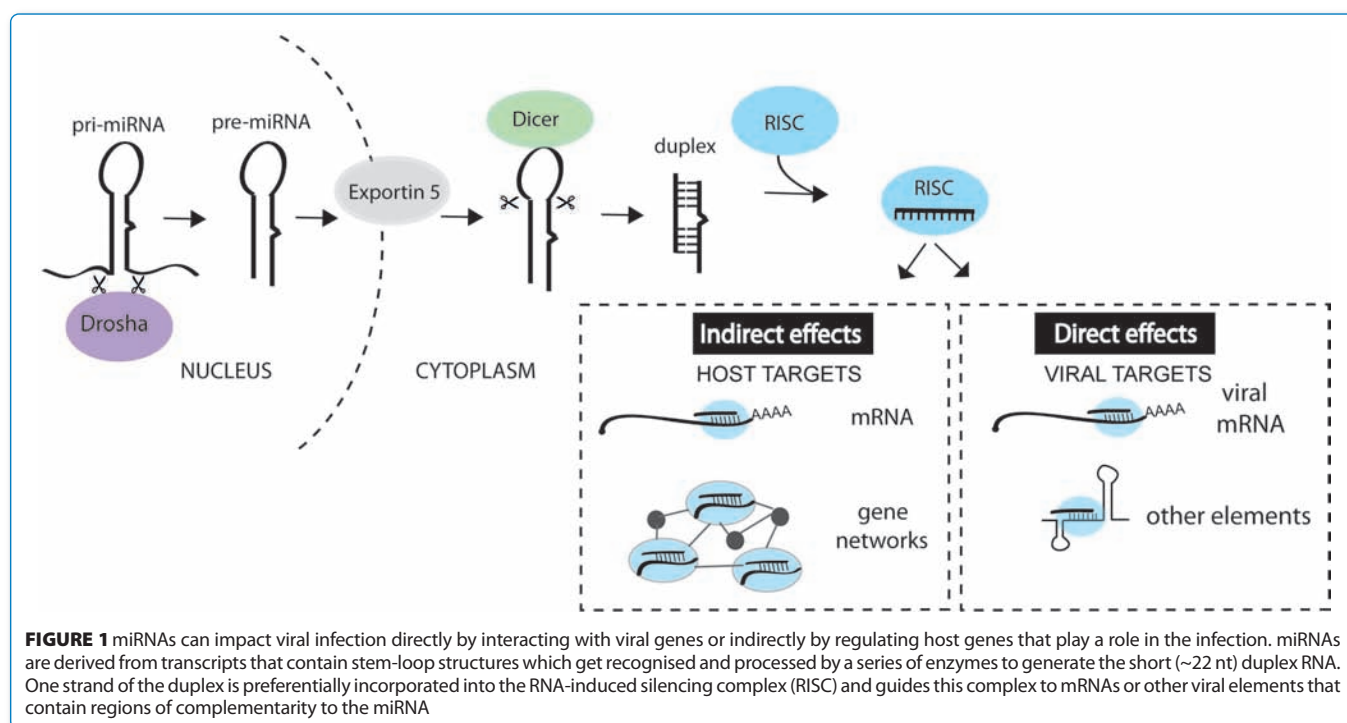 pri-miRNA
pre-miRNA
Exportin 5
Dicer
duplex
RISC
RISC
Drosha
NUCLEUS
CYTOPLASM
Indirect effects
HOST TARGETS
AAAA
mRNA
gene
networks
Direct effects
VIRAL TARGETS
AAAA
viral
mRNA
other elements
FIGURE 1 miRNAs can impact viral infection directly by interacting with viral genes or indirectly by regulating host genes that play a role in the infection. miRNAs
are derived from transcripts that contain stem-loop structures which get recognised and processed by a series of enzymes to generate the short (~22 nt) duplex RNA.
One strand of the duplex is preferentially incorporated into the RNA-induced silencing complex (RISC) and guides this complex to mRNAs or other viral elements that
contain regions of complementarity to the miRNA